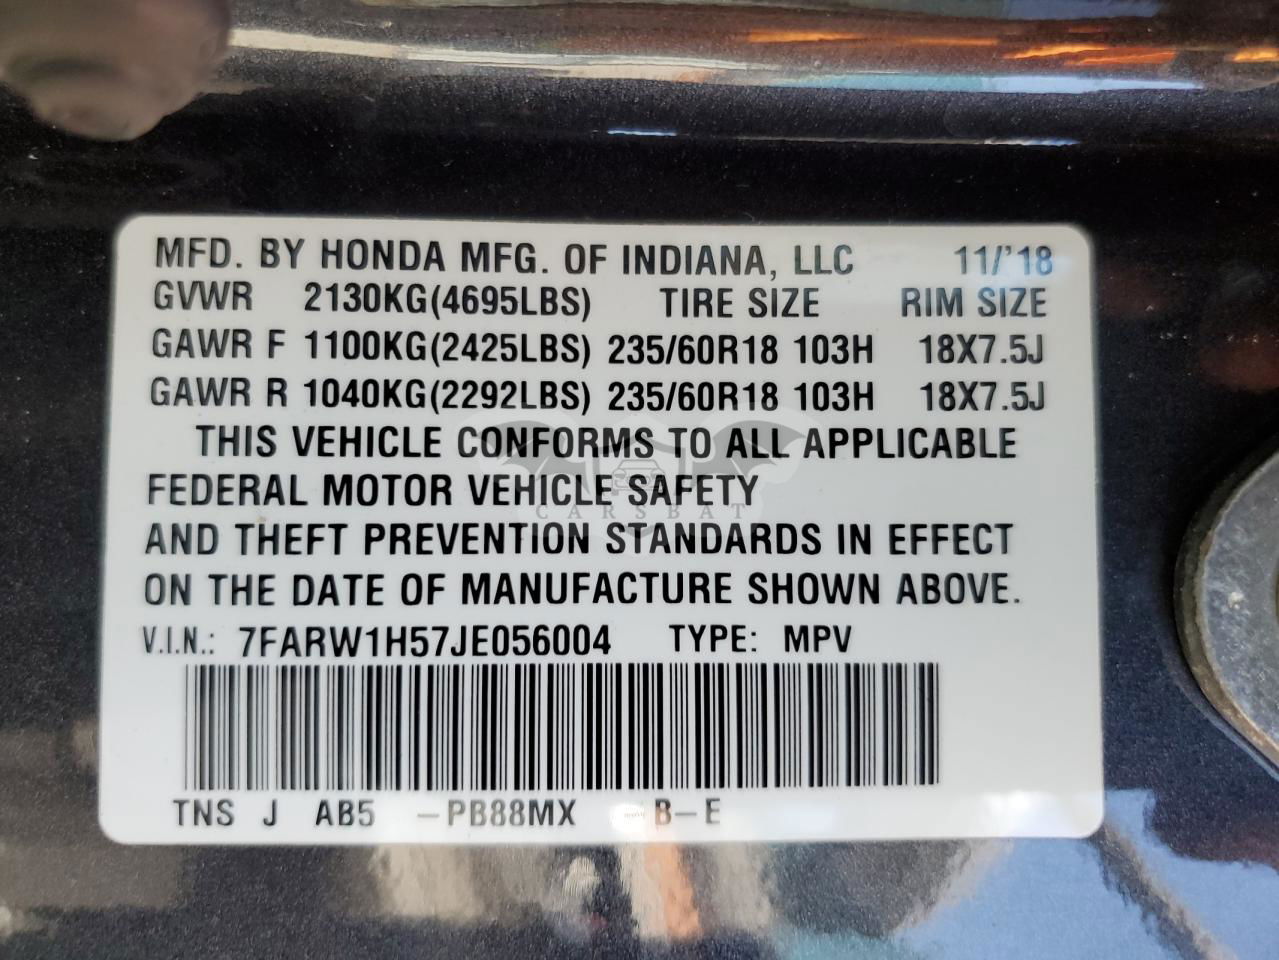 MFD. BY HONDA MFG. OF INDIANA, LLC 11/'18
GVWR 2130KG(4695LBS) TIRE SIZE RIM SIZE
GAWR F 1100KG(2425LBS) 235/60R18 103H 18X7.5J
GAWR R 1040KG(2292LBS) 235/60R18 103H 18X7.5J
THIS VEHICLE CONFORMS TO ALL APPLICABLE
FEDERAL MOTOR VEHICLE SAFETY
CARSBAT
AND THEFT PREVENTION STANDARDS IN EFFECT
ON THE DATE OF MANUFACTURE SHOWN ABOVE.
V.I.N.: 7FARW1H57JE056004 TYPE: MPV
TNS J AB5 -PB88MX B-E